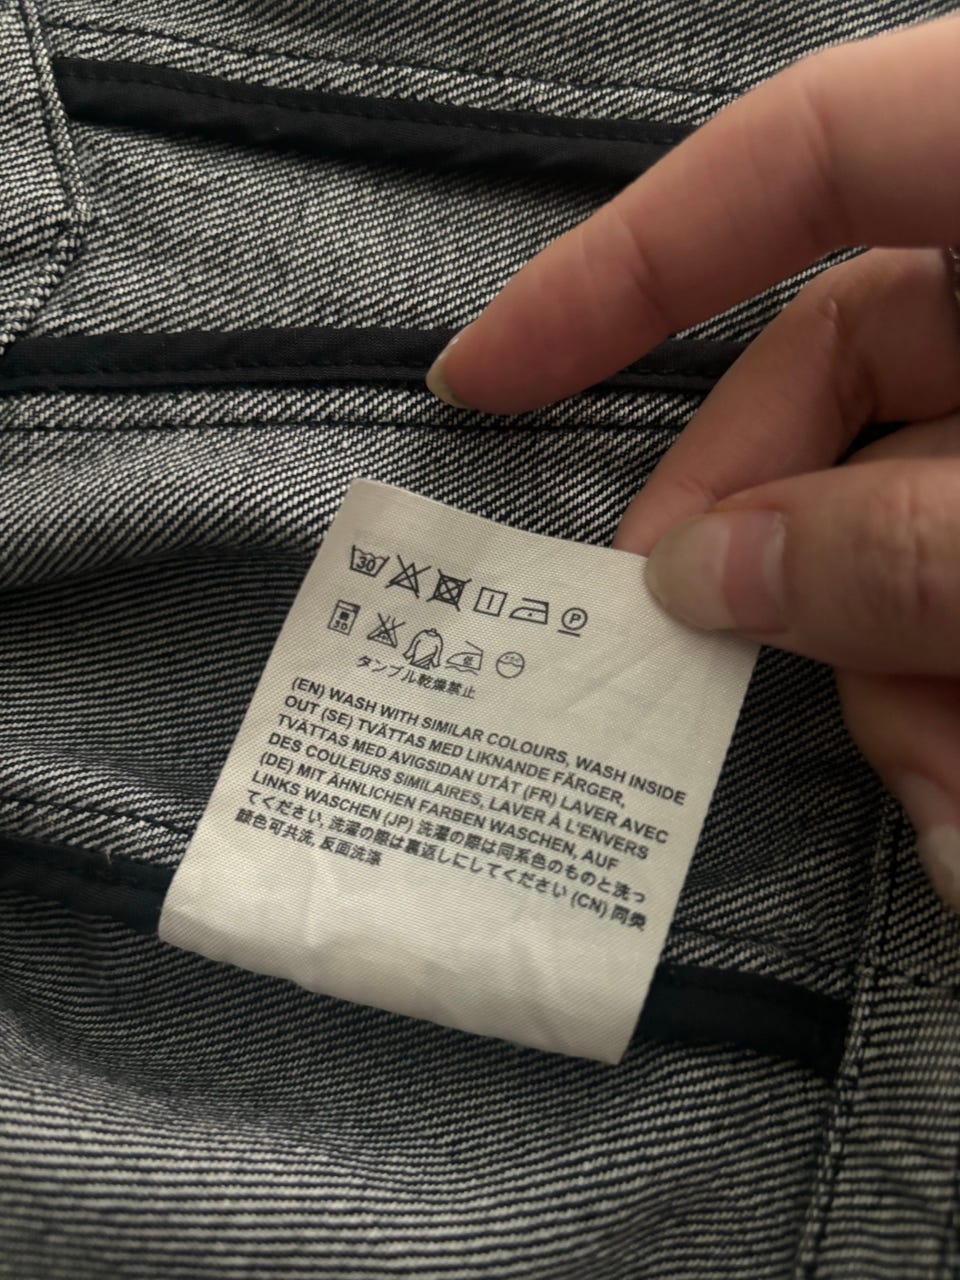 30
P
弱
30
低
タンブル乾燥禁止
(EN) WASH WITH SIMILAR COLOURS, WASH INSIDE
OUT (SE) TVÄTTAS MED LIKNANDE FÄRGER,
TVÄTTAS MED AVIGSIDAN UTÅT (FR) LAVER AVEC
DES COULEURS SIMILAIRES, LAVER À L'ENVERS
(DE) MIT ÄHNLICHEN FARBEN WASCHEN, AUF
LINKS WASCHEN (JP) 洗濯の際は同系色のものと洗っ
てください, 洗濯の際は裏返しにしてください (CN) 同类
颜色可共洗, 反面洗涤